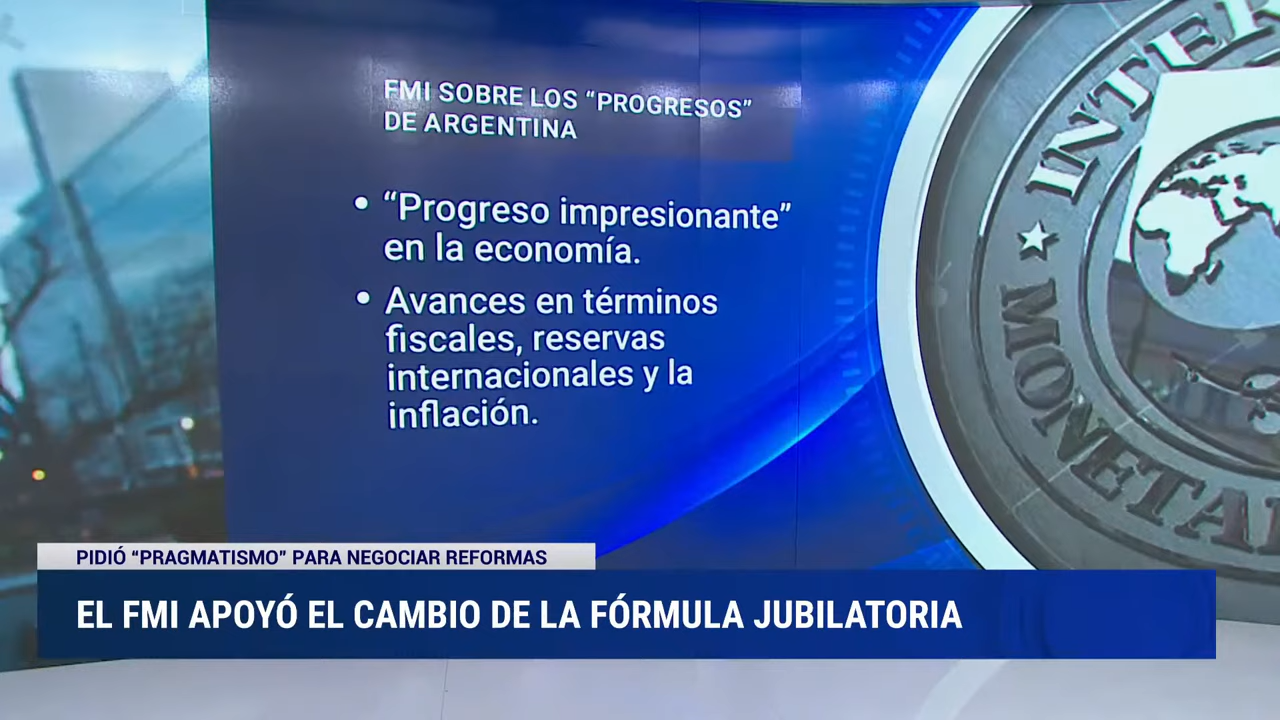 FMI SOBRE LOS “PROGRESOS”
DE ARGENTINA
• “Progreso impresionante”
en la economía.
• Avances en términos
fiscales, reservas
internacionales y la
inflación.
INTER
MONETA
PIDIÓ “PRAGMATISMO” PARA NEGOCIAR REFORMAS
EL FMI APOYÓ EL CAMBIO DE LA FÓRMULA JUBILATORIA